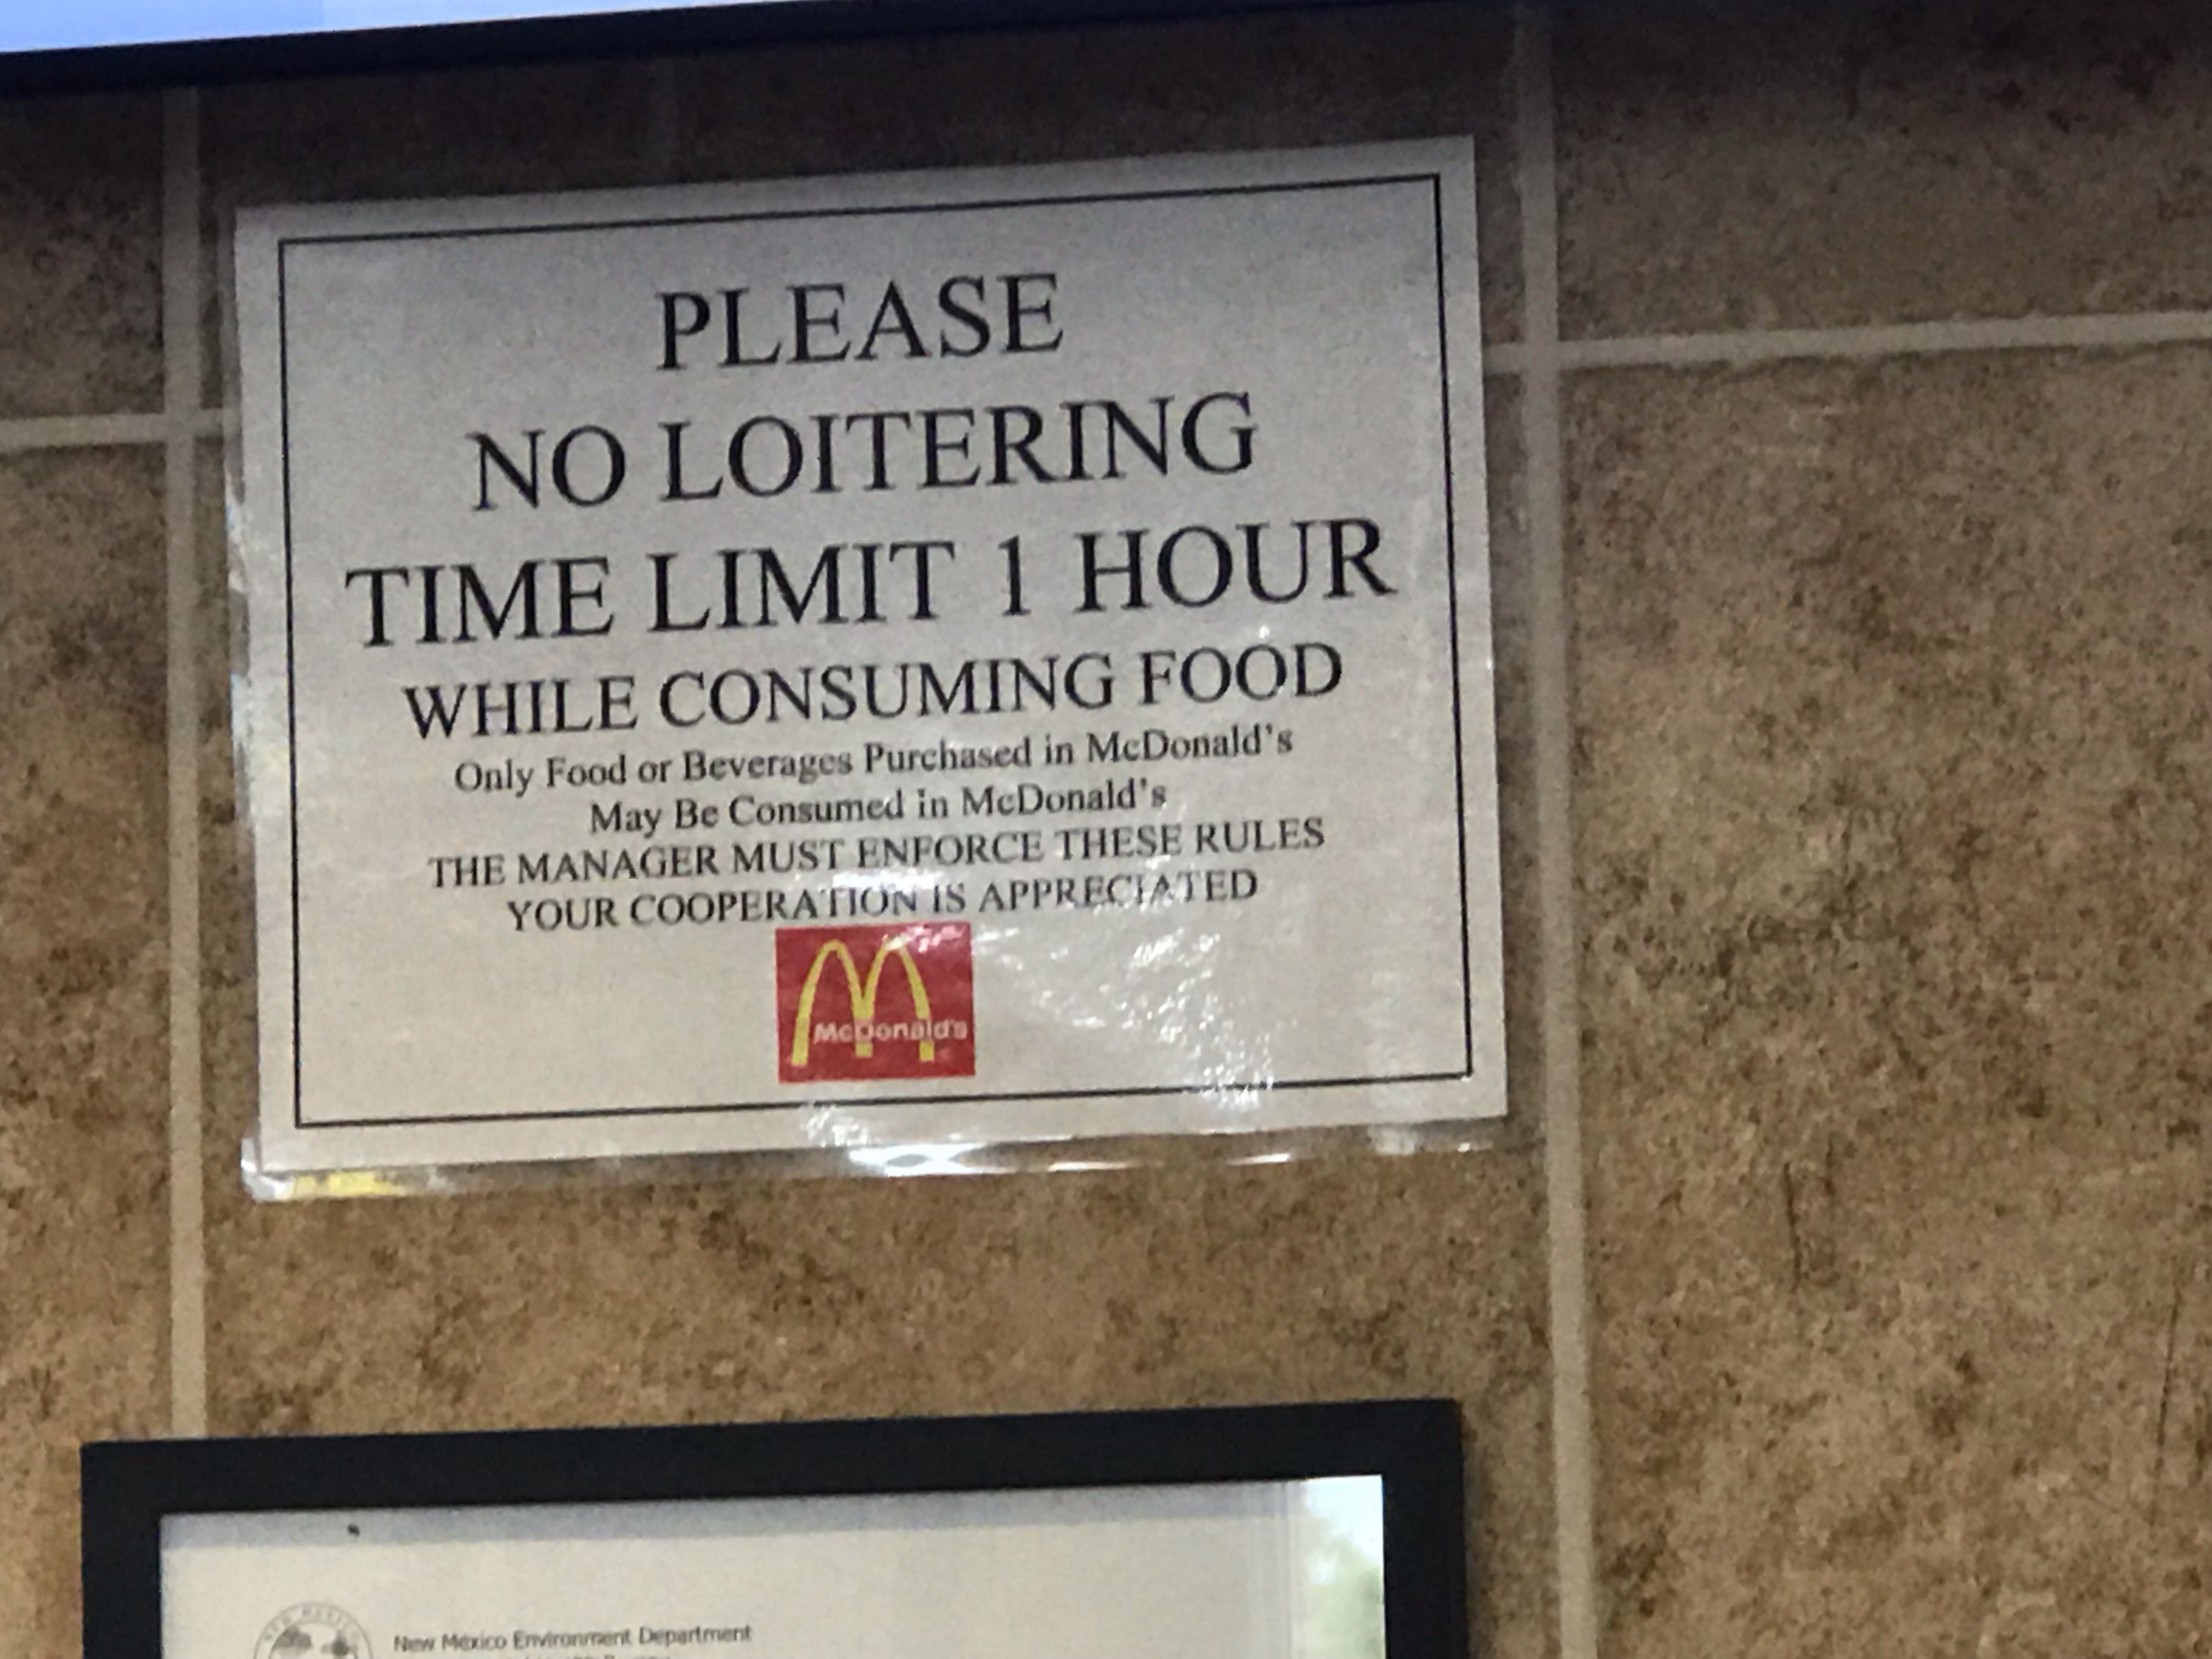 PLEASE
NO LOITERING
TIME LIMIT 1 HOUR
WHILE CONSUMING FOOD
Only Food or Beverages Purchased in McDonald's
May Be Consumed in McDonald's
THE MANAGER MUST ENFORCE THESE RULES
YOUR COOPERATION IS APPRECIATED
McDonald's
New Mexico Environment Department